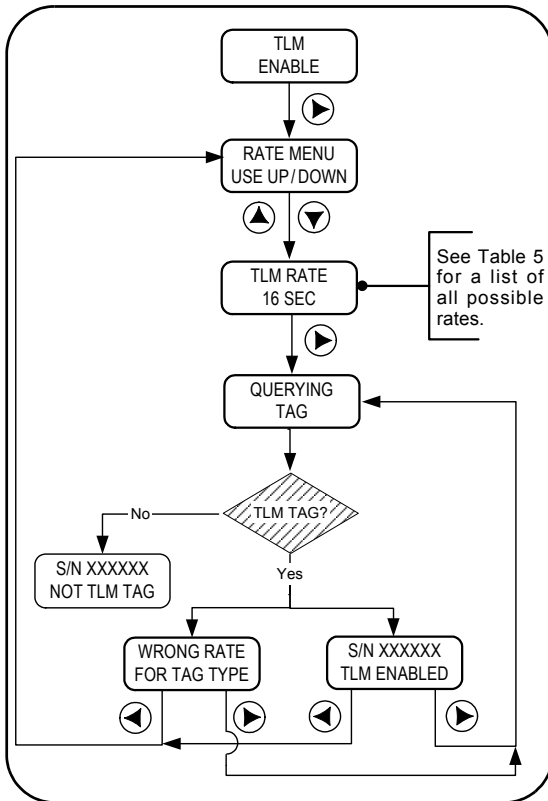 TLM
ENABLE
RATE MENU
USE UP/DOWN
TLM RATE
16 SEC
See Table 5
for a list of
all possible
rates.
QUERYING
TAG
TLM TAG?
No
S/N XXXXXX
NOT TLM TAG
Yes
WRONG RATE
FOR TAG TYPE
S/N XXXXXX
TLM ENABLED